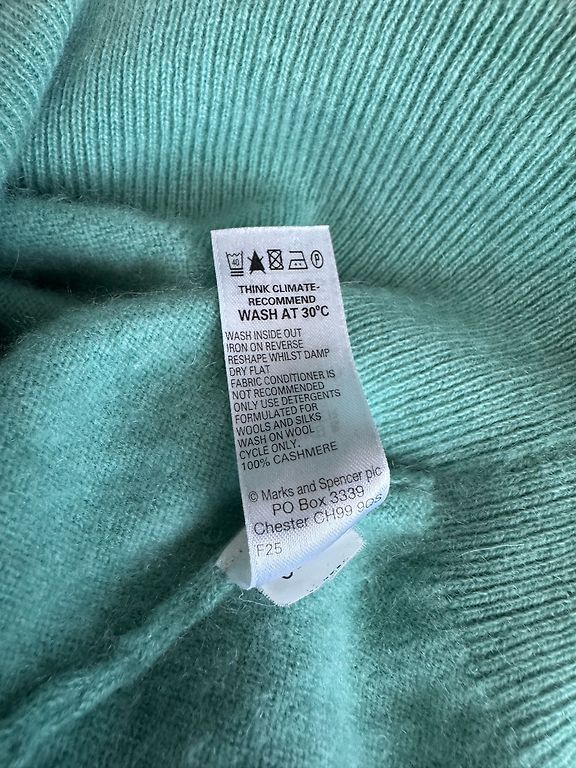 40 P
THINK CLIMATE-
RECOMMEND
WASH AT 30°C
WASH INSIDE OUT
IRON ON REVERSE
RESHAPE WHILST DAMP
DRY FLAT
FABRIC CONDITIONER IS
NOT RECOMMENDED
ONLY USE DETERGENTS
FORMULATED FOR
WOOLS AND SILKS
WASH ON WOOL
CYCLE ONLY.
100% CASHMERE
© Marks and Spencer plc
PO Box 3339
Chester CH99 9QS
F25